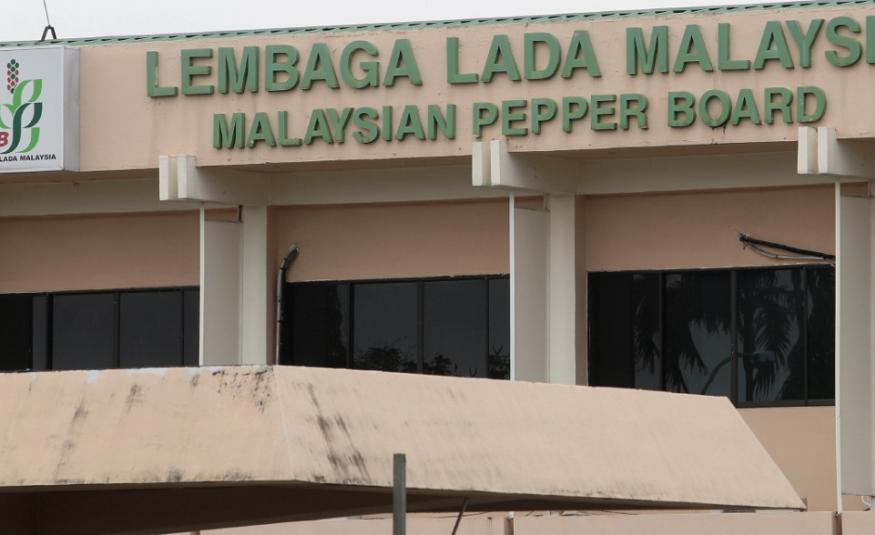 LEMBAGA LADA MALAYSI
MALAYSIAN PEPPER BOARD
B
LADA MALAYSIA